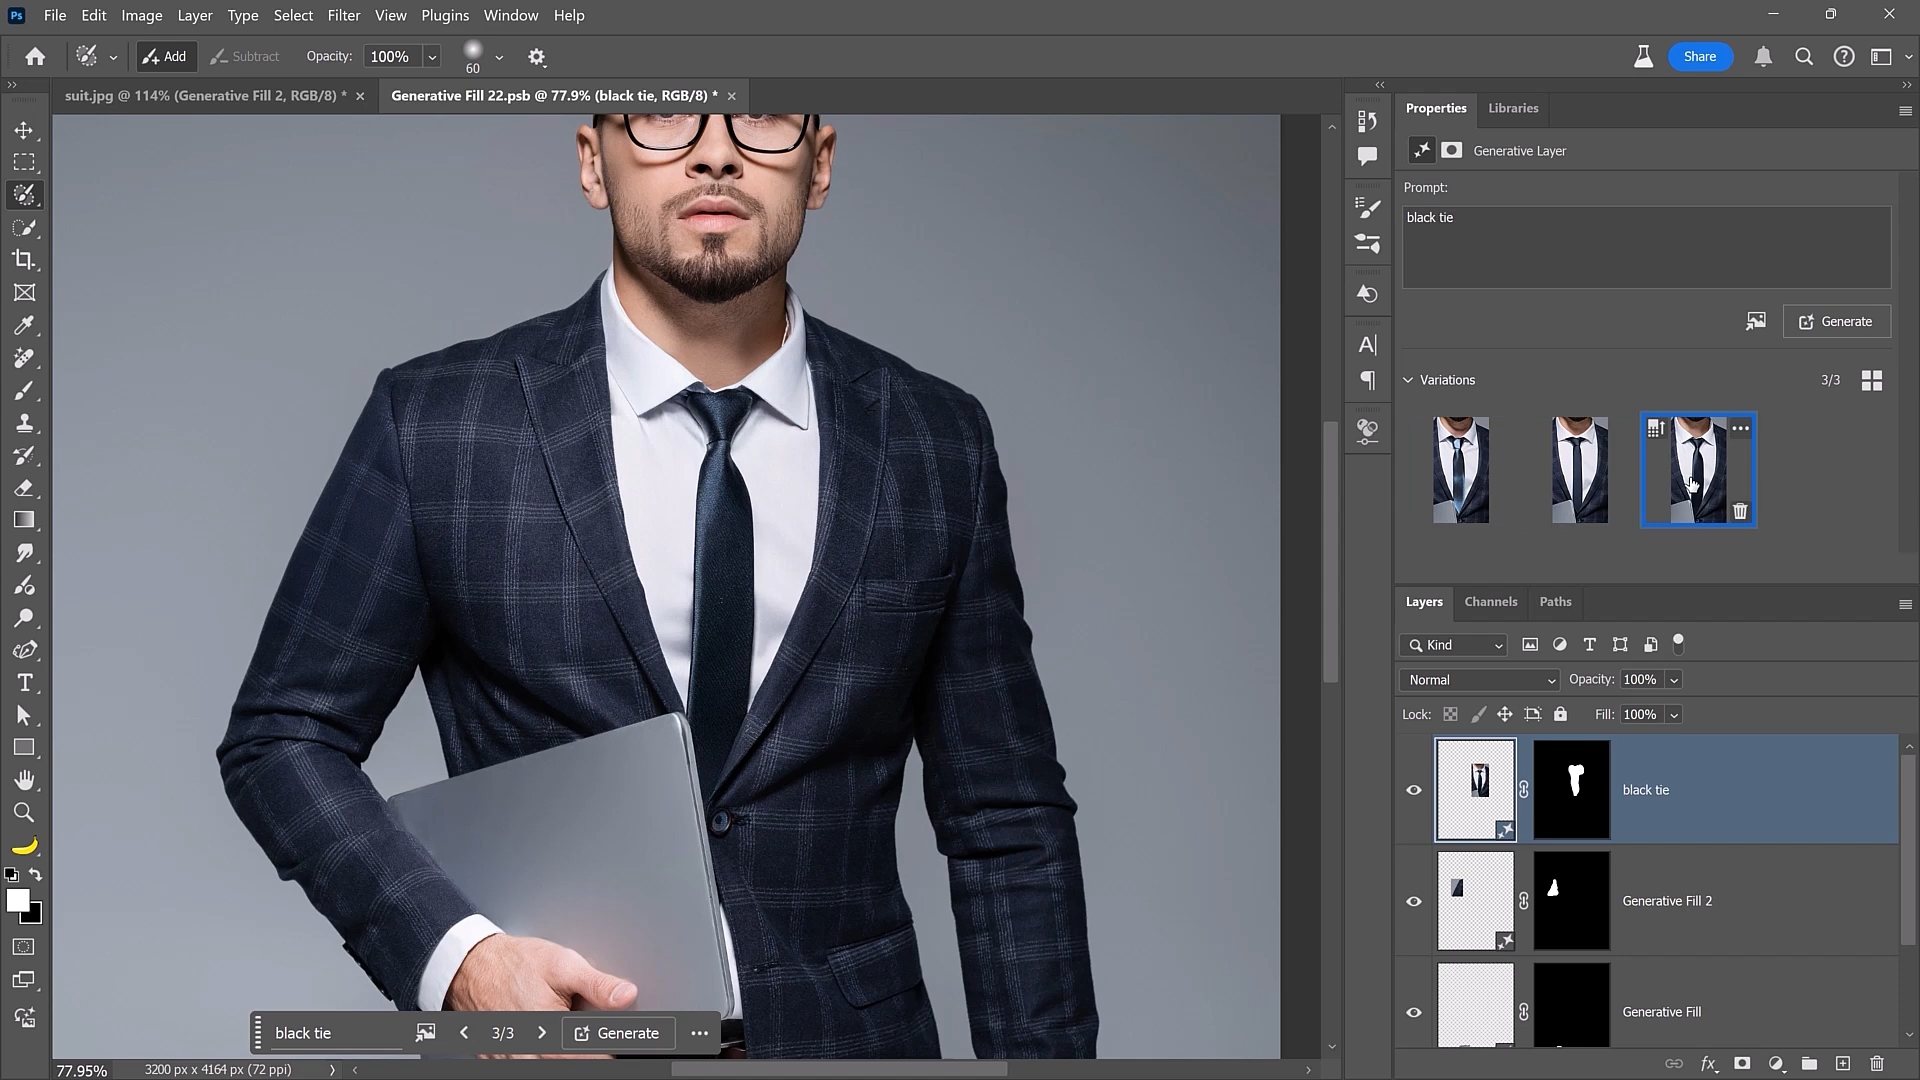 Ps File Edit Image Layer Type Select Filter View Plugins Window Help
Add Subtract Opacity: 100% 60 Share
suit.jpg @ 114% (Generative Fill 2, RGB/8) * Generative Fill 22.psb @ 77.9% (black tie, RGB/8) *
Properties Libraries
Generative Layer
Prompt:
black tie
Generate
Variations 3/3
Layers Channels Paths
Kind
Normal Opacity: 100%
Lock: Fill: 100%
black tie
Generative Fill 2
Generative Fill
black tie 3/3 Generate
77.95% 3200 px x 4164 px (72 ppi)